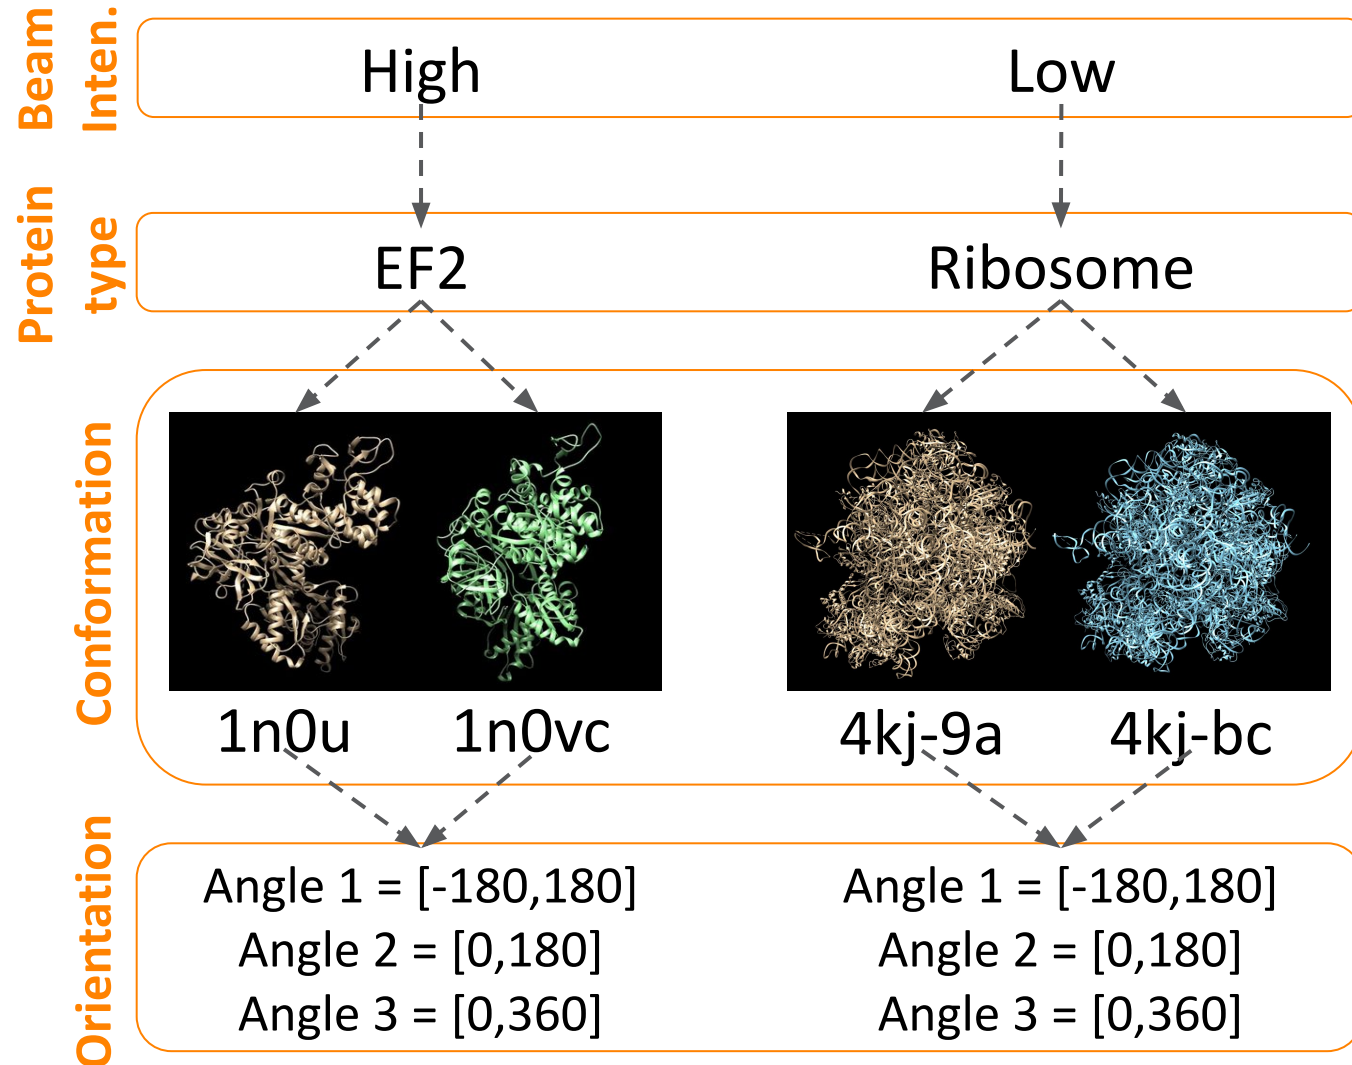 Beam
Inten.
High
Low
Protein
type
EF2
Ribosome
Conformation
1n0u
1n0vc
4kj-9a
4kj-bc
Orientation
Angle 1 = [-180,180]
Angle 2 = [0,180]
Angle 3 = [0,360]
Angle 1 = [-180,180]
Angle 2 = [0,180]
Angle 3 = [0,360]